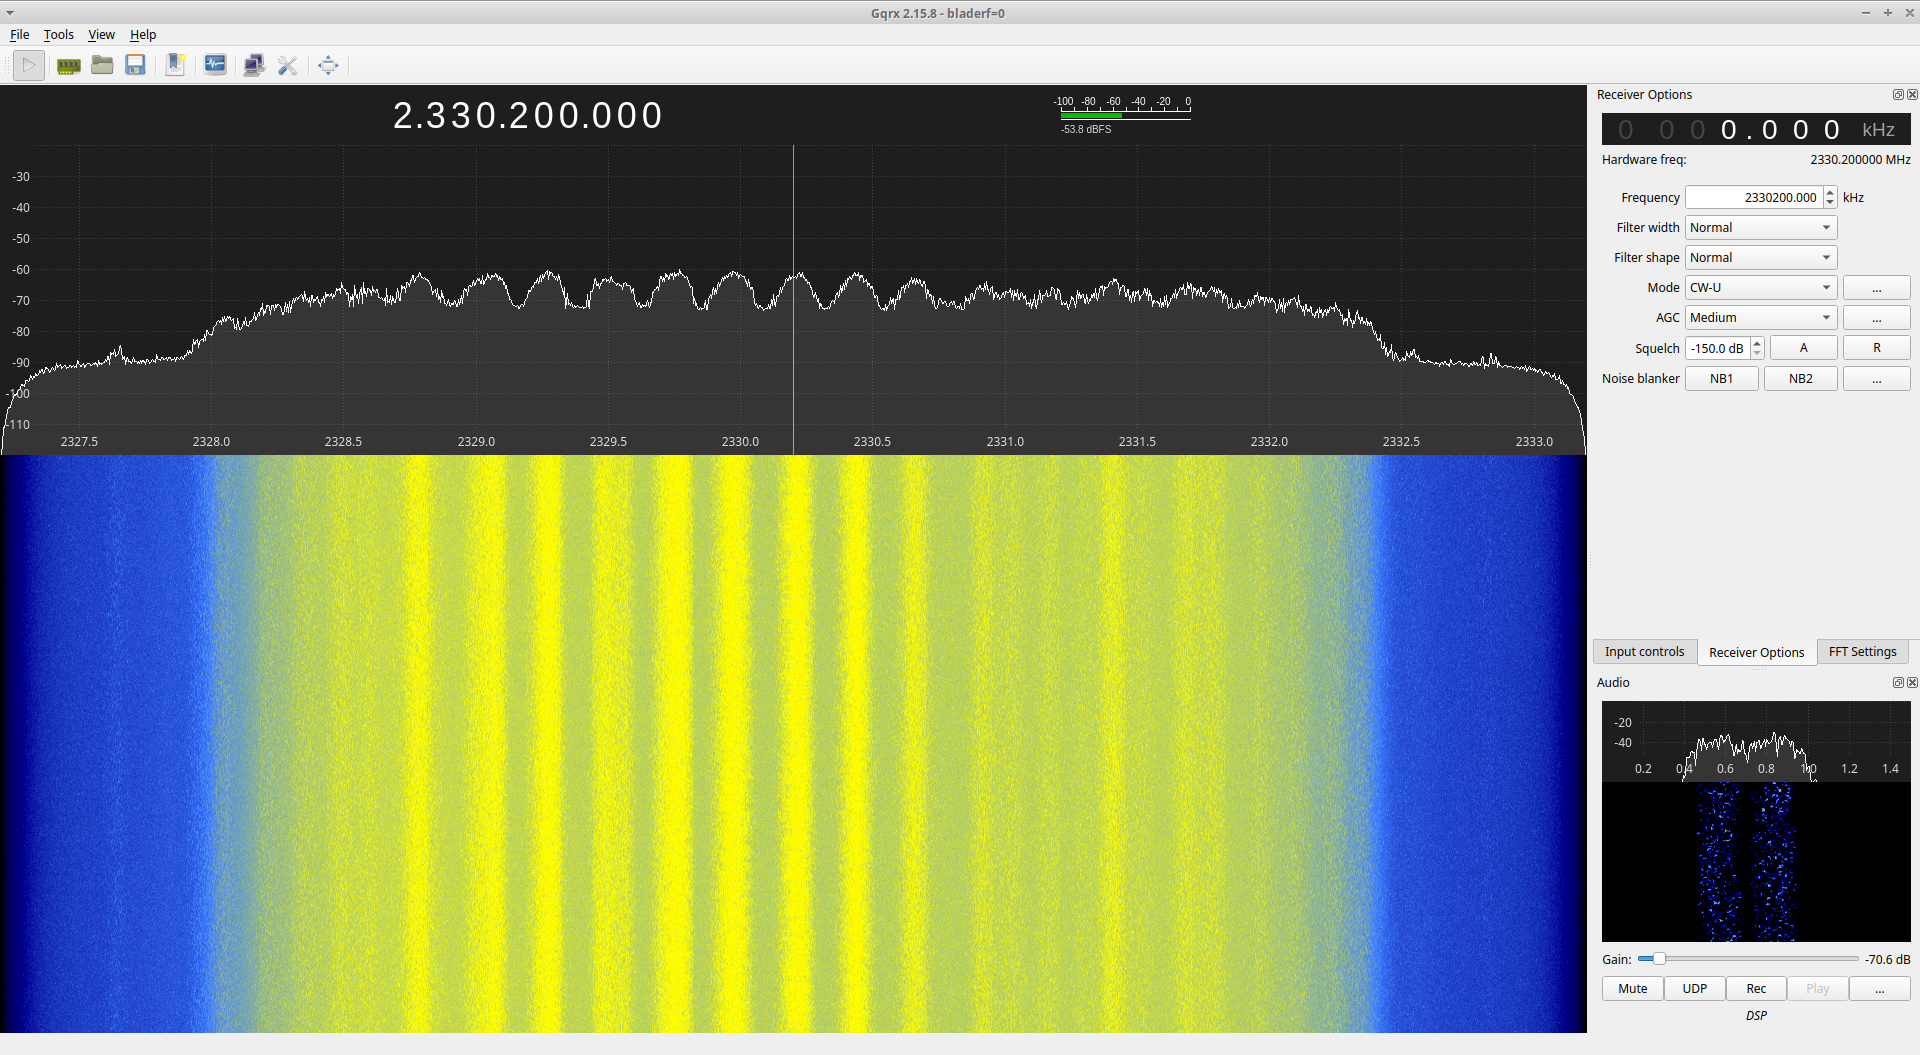 Gqrx 2.15.8 - bladerf=0
File Tools View Help
2.330.200.000
-100 -80 -60 -40 -20 0
-53.8 dBFS
-30
-40
-50
-60
-70
-80
-90
-100
-110
2327.5 2328.0 2328.5 2329.0 2329.5 2330.0 2330.5 2331.0 2331.5 2332.0 2332.5 2333.0
Receiver Options
0 0 0 0.0 0 0 kHz
Hardware freq: 2330.200000 MHz
Frequency 2330200.000 kHz
Filter width Normal
Filter shape Normal
Mode CW-U ...
AGC Medium ...
Squelch -150.0 dB A R
Noise blanker NB1 NB2 ...
Input controls Receiver Options FFT Settings
Audio
-20
-40
0.2 0.4 0.6 0.8 1.0 1.2 1.4
Gain: -70.6 dB
Mute UDP Rec Play ...
DSP